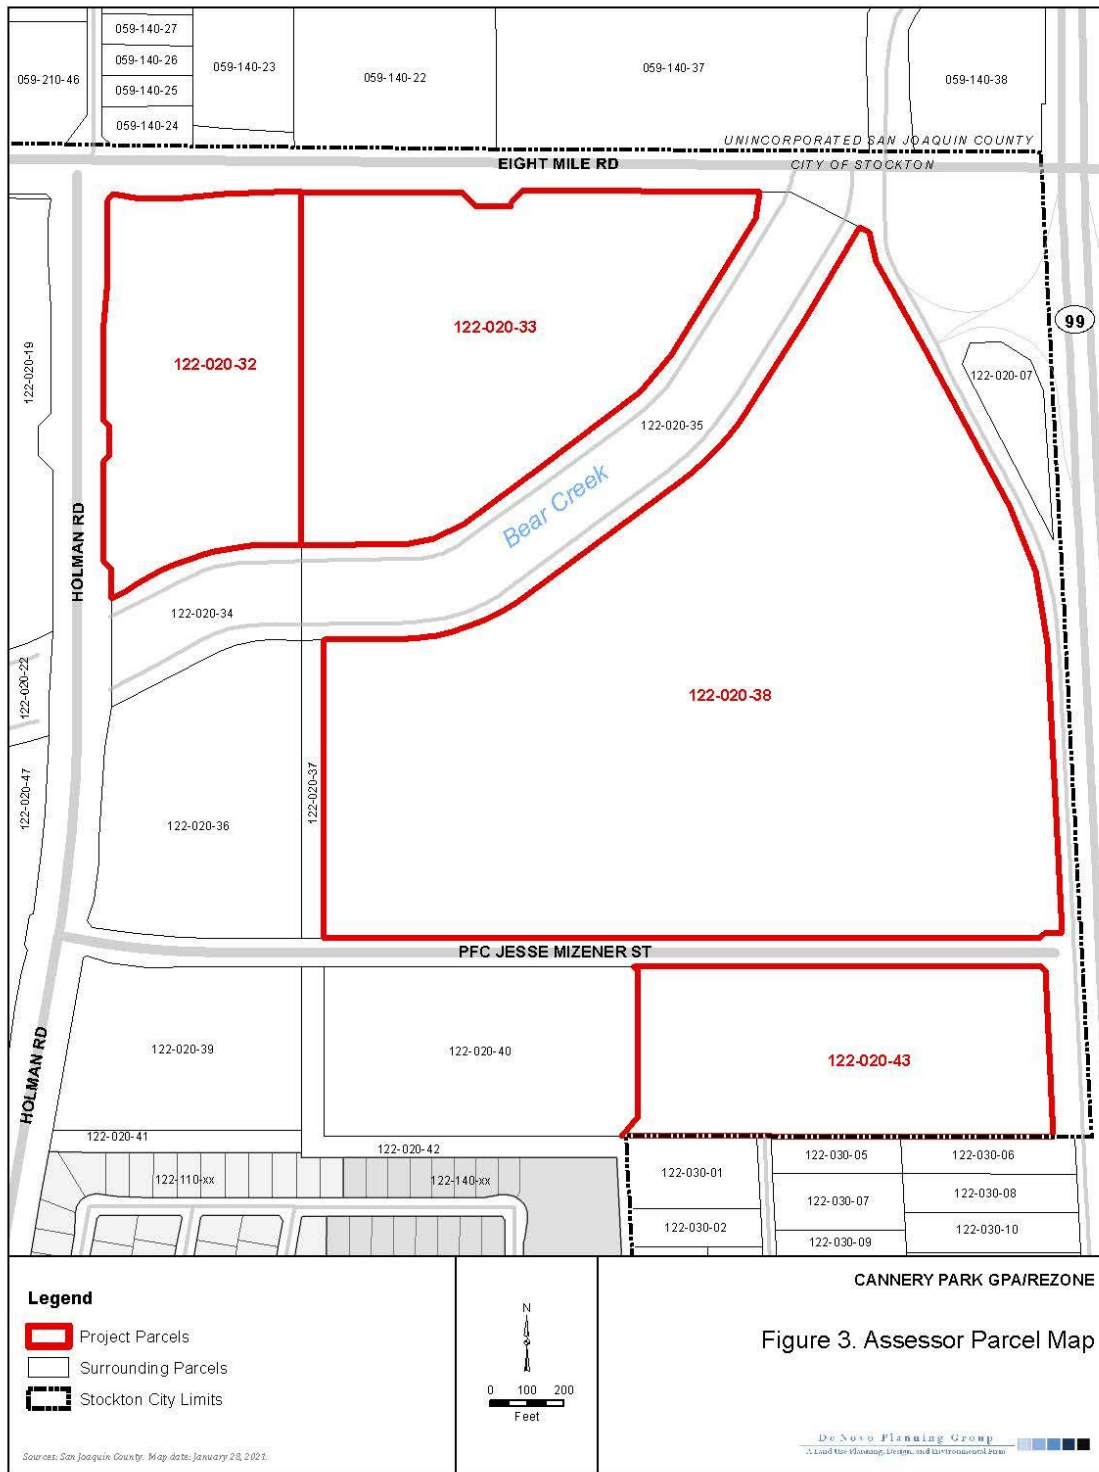 059-140-27
059-140-26
059-140-25
059-140-24
059-210-46
059-140-23
059-140-22
059-140-37
059-140-38
UNINCORPORATED SAN JOAQUIN COUNTY
EIGHT MILE RD
CITY OF STOCKTON
122-020-19
122-020-32
122-020-33
99
122-020-07
122-020-35
Bear Creek
HOLMAN RD
122-020-34
122-020-22
122-020-38
122-020-47
122-020-37
122-020-36
PFC JESSE MIZENER ST
HOLMAN RD
122-020-39
122-020-40
122-020-43
122-020-41
122-020-42
122-110-xx
122-140-xx
122-030-01
122-030-02
122-030-05
122-030-06
122-030-07
122-030-08
122-030-09
122-030-10
Legend
Project Parcels
Surrounding Parcels
Stockton City Limits
Sources: San Joaquin County. Map date: January 28, 2021.
N
0 100 200
Feet
CANNERY PARK GPA/REZONE
Figure 3. Assessor Parcel Map
De Novo Planning Group
A Land Use Planning, Design, and Environmental Firm